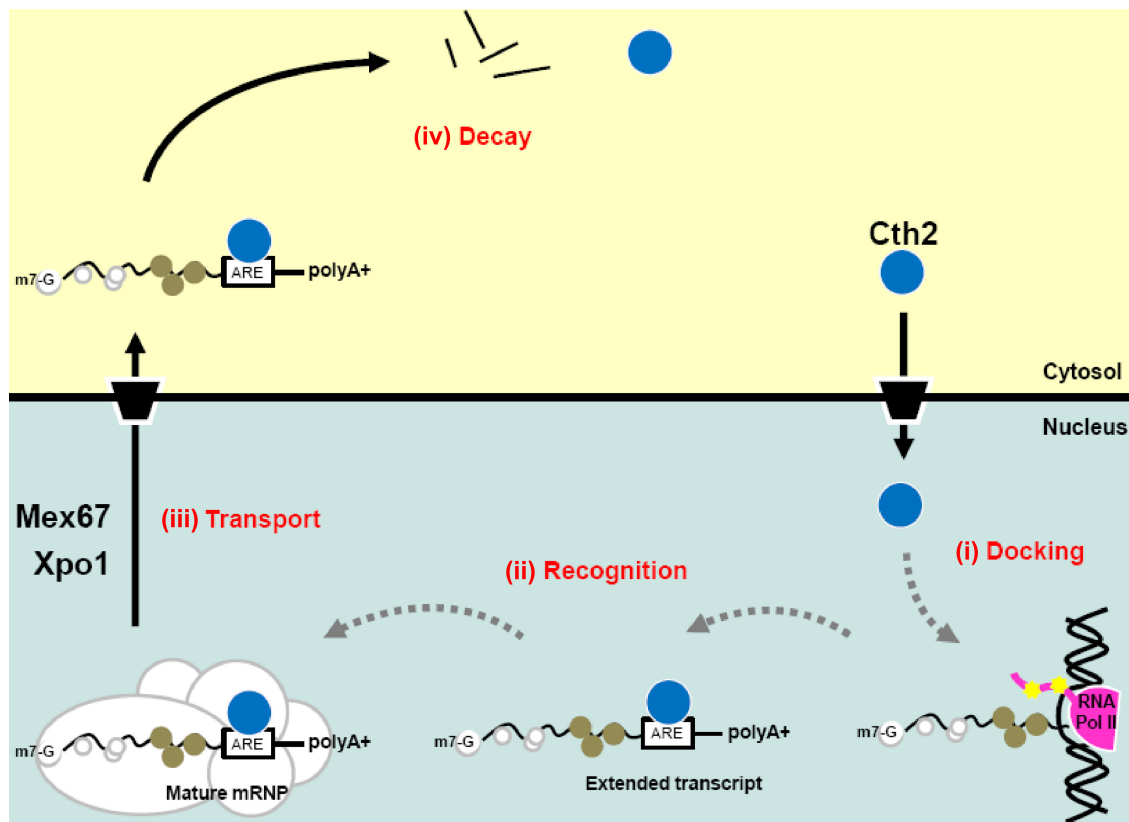 (iv) Decay
Cth2
m7-G
ARE
polyA+
Cytosol
Nucleus
Mex67
Xpo1
(iii) Transport
(ii) Recognition
(i) Docking
m7-G
ARE
polyA+
Mature mRNP
m7-G
ARE
polyA+
Extended transcript
m7-G
RNA
Pol II